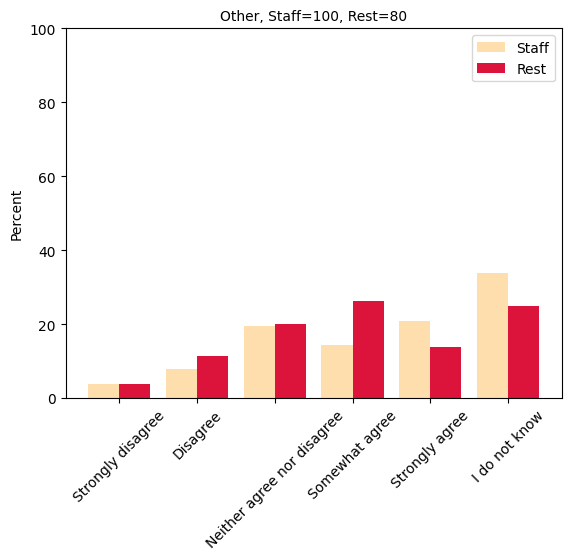 Other, Staff=100, Rest=80
100
80
60
40
20
0
Percent
Staff
Rest
Strongly disagree
Disagree
Neither agree nor disagree
Somewhat agree
Strongly agree
I do not know